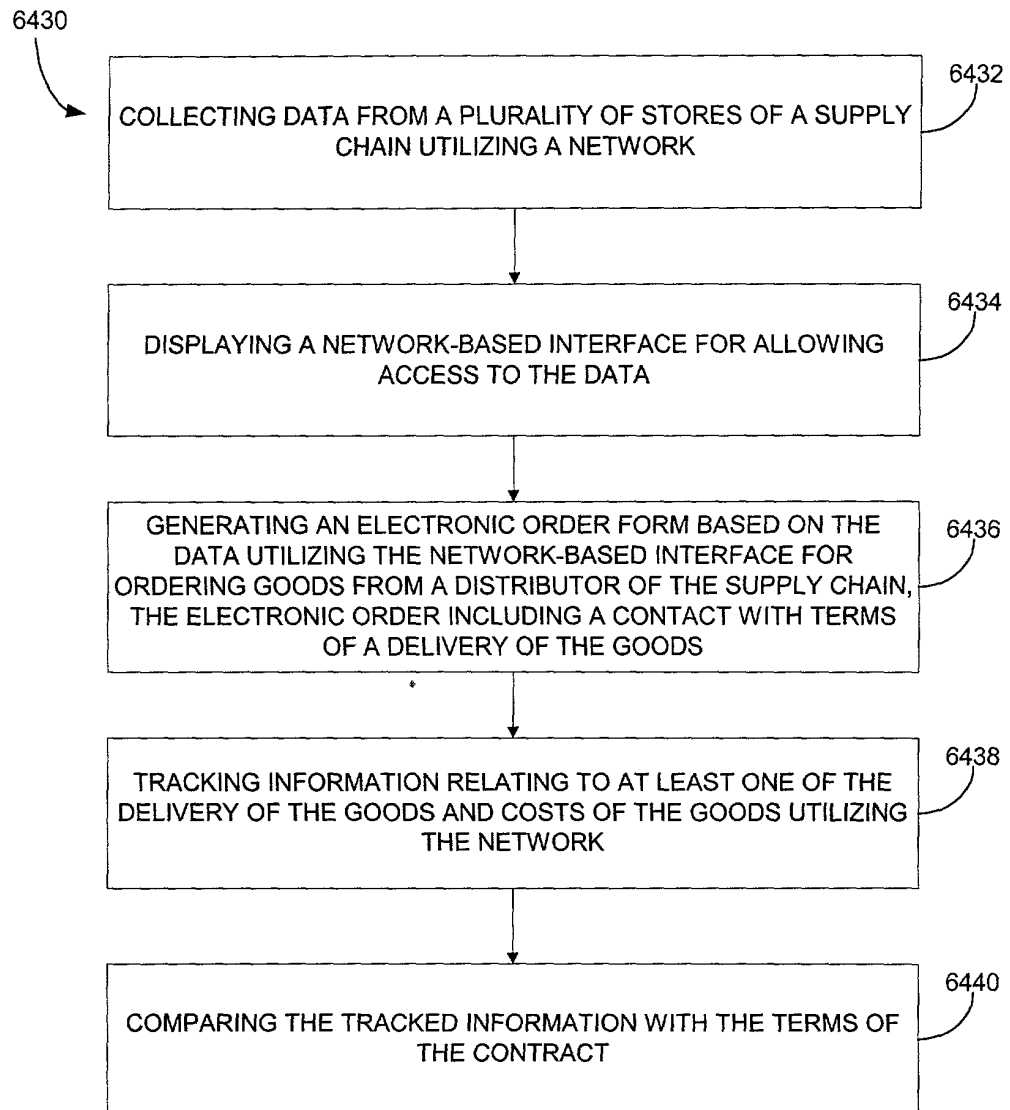 6430
6432
COLLECTING DATA FROM A PLURALITY OF STORES OF A SUPPLY
CHAIN UTILIZING A NETWORK
6434
DISPLAYING A NETWORK-BASED INTERFACE FOR ALLOWING
ACCESS TO THE DATA
6436
GENERATING AN ELECTRONIC ORDER FORM BASED ON THE
DATA UTILIZING THE NETWORK-BASED INTERFACE FOR
ORDERING GOODS FROM A DISTRIBUTOR OF THE SUPPLY CHAIN,
THE ELECTRONIC ORDER INCLUDING A CONTACT WITH TERMS
OF A DELIVERY OF THE GOODS
6438
TRACKING INFORMATION RELATING TO AT LEAST ONE OF THE
DELIVERY OF THE GOODS AND COSTS OF THE GOODS UTILIZING
THE NETWORK
6440
COMPARING THE TRACKED INFORMATION WITH THE TERMS OF
THE CONTRACT